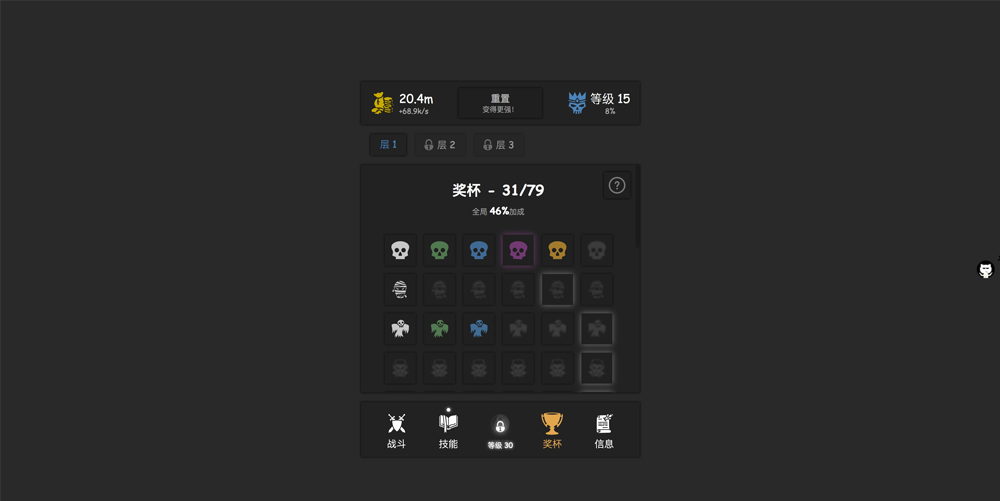 20.4m
+68.9k/s
重置
变得更强!
等级 15
8%
层 1
层 2
层 3
奖杯 - 31/79
?
全局 46%加成
战斗
技能
等级 30
奖杯
信息